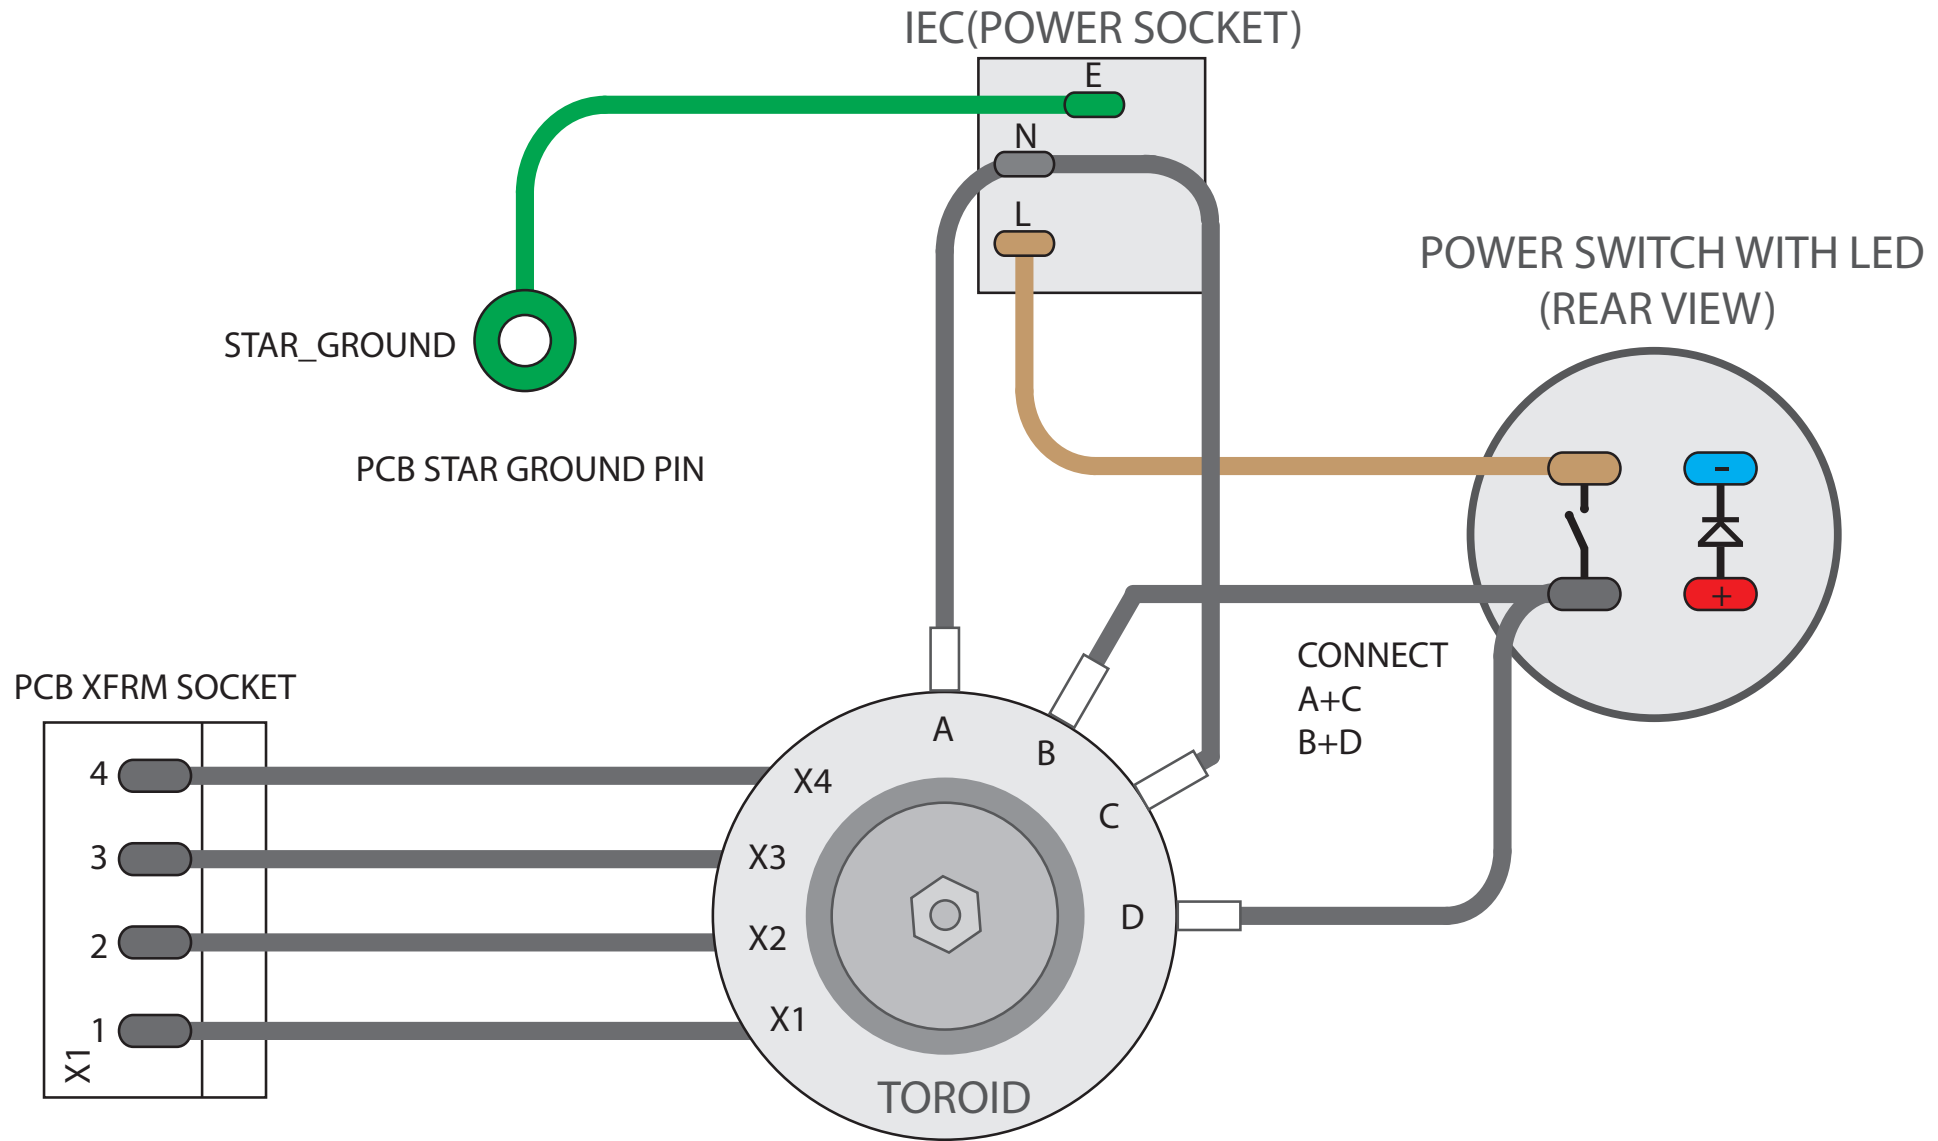 IEC(POWER SOCKET)
E
N
L
POWER SWITCH WITH LED
(REAR VIEW)
STAR_GROUND
PCB STAR GROUND PIN
-
+
CONNECT
A+C
B+D
PCB XFRM SOCKET
4
3
2
1
X1
A
B
C
D
X4
X3
X2
X1
TOROID